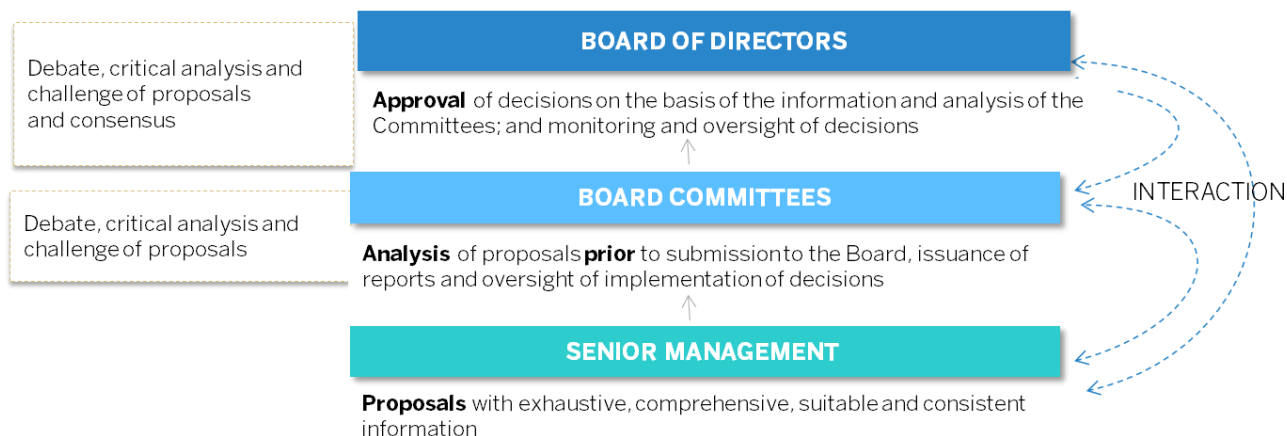 BOARD OF DIRECTORS
Debate, critical analysis and
challenge of proposals
and consensus
Approval of decisions on the basis of the information and analysis of the
Committees; and monitoring and oversight of decisions
BOARD COMMITTEES
INTERACTION
Debate, critical analysis and
challenge of proposals
Analysis of proposals prior to submission to the Board, issuance of
reports and oversight of implementation of decisions
SENIOR MANAGEMENT
Proposals with exhaustive, comprehensive, suitable and consistent
information